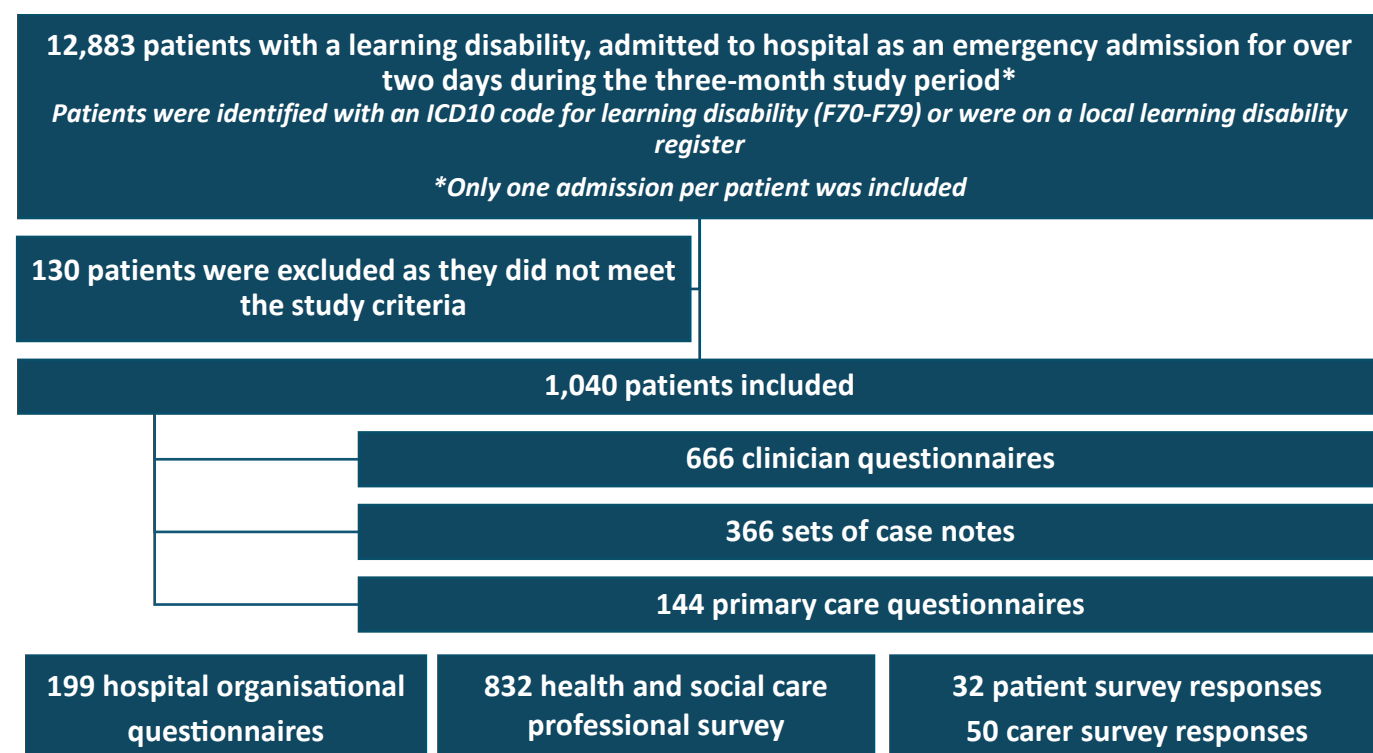 12,883 patients with a learning disability, admitted to hospital as an emergency admission for over
two days during the three-month study period*
Patients were identified with an ICD10 code for learning disability (F70-F79) or were on a local learning disability
register
*Only one admission per patient was included
130 patients were excluded as they did not meet
the study criteria
1,040 patients included
666 clinician questionnaires
366 sets of case notes
144 primary care questionnaires
199 hospital organisational
questionnaires
832 health and social care
professional survey
32 patient survey responses
50 carer survey responses